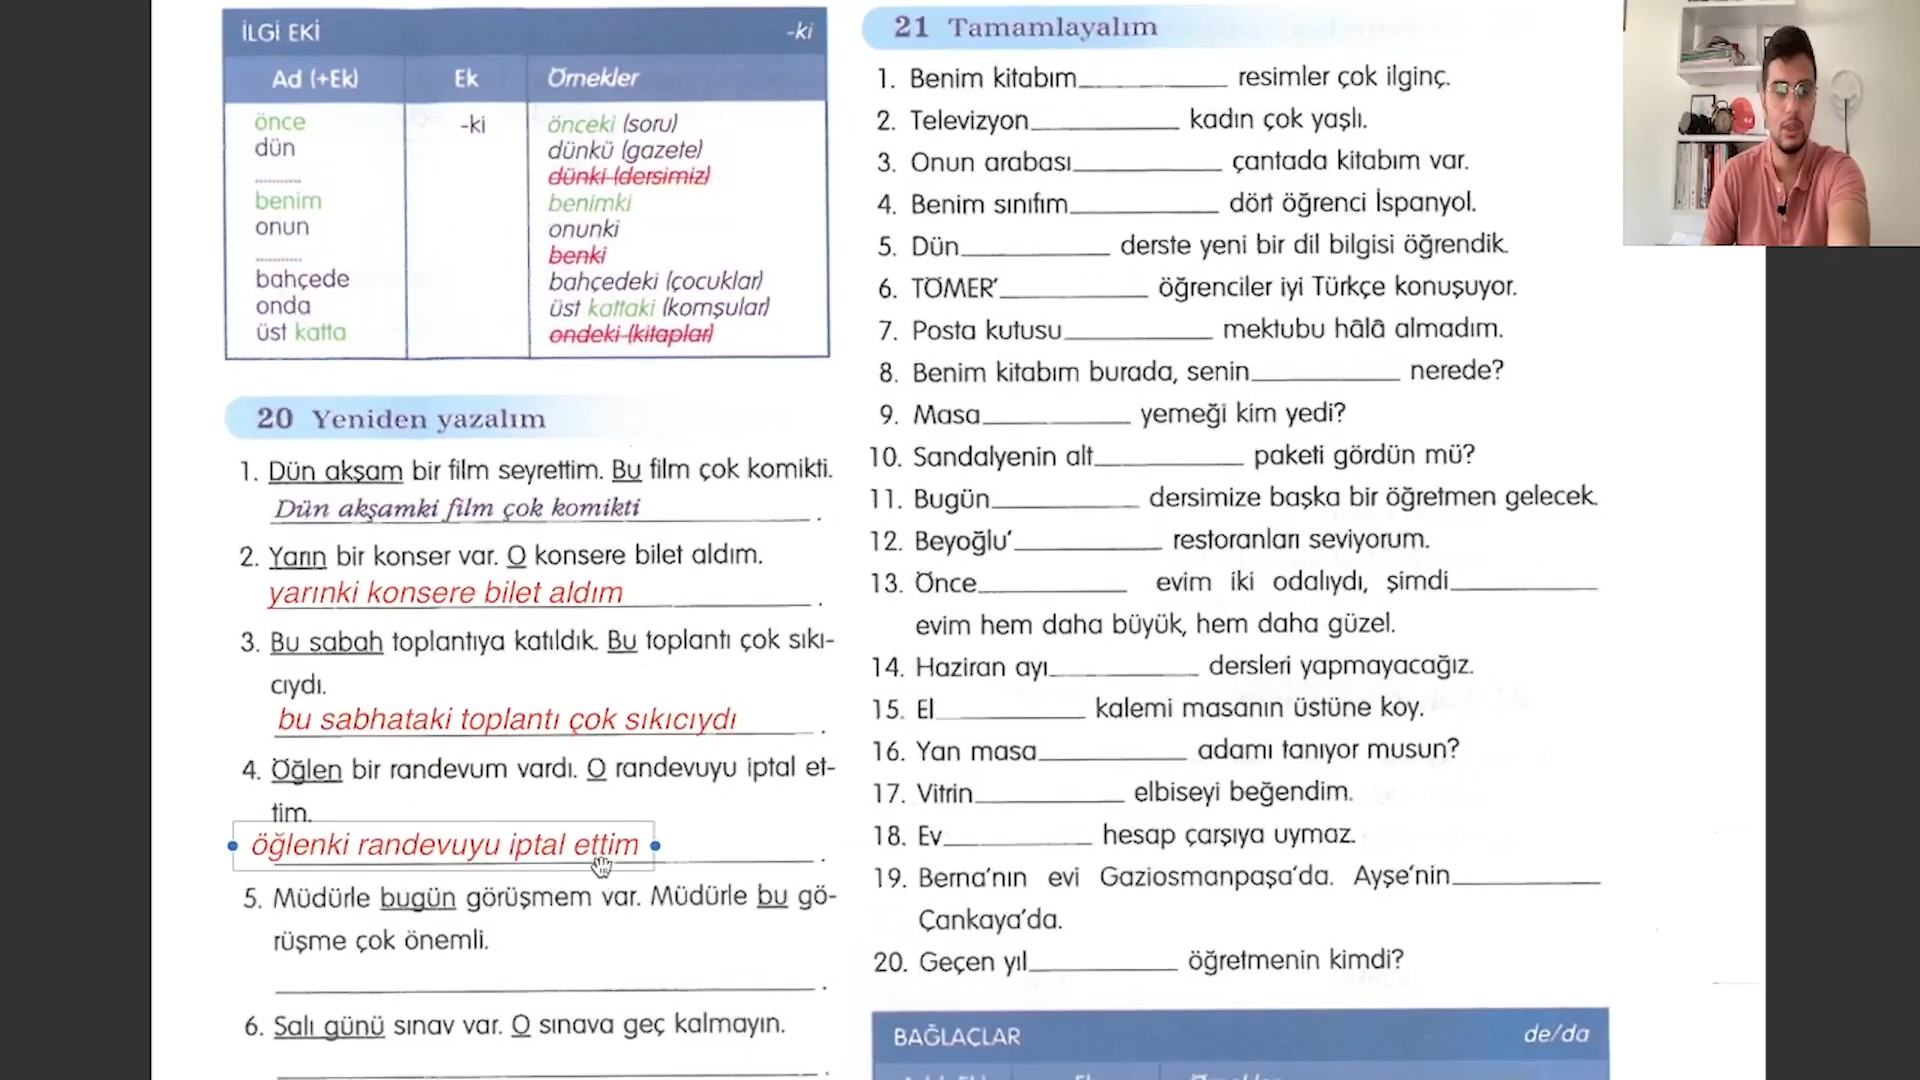 İLGİ EKİ -ki
Ad (+Ek) Ek Örnekler
önce -ki önceki (soru)
dün dünkü (gazete)
........... dünki (dersimiz)
benim benimki
onun onunki
........... benki
bahçede bahçedeki (çocuklar)
onda üst kattaki (komşular)
üst katta ondeki (kitaplar)
20 Yeniden yazalım
1. Dün akşam bir film seyrettim. Bu film çok komikti.
Dün akşamki film çok komikti.
2. Yarın bir konser var. O konsere bilet aldım.
yarınki konsere bilet aldım.
3. Bu sabah toplantıya katıldık. Bu toplantı çok sıkı-
cıydı.
bu sabhataki toplantı çok sıkıcıydı.
4. Öğlen bir randevum vardı. O randevuyu iptal et-
tim.
öğlenki randevuyu iptal ettim.
5. Müdürle bugün görüşmem var. Müdürle bu gö-
rüşme çok önemli.
__________.
6. Salı günü sınav var. O sınava geç kalmayın.
__________.
21 Tamamlayalım
1. Benim kitabım__________ resimler çok ilginç.
2. Televizyon__________ kadın çok yaşlı.
3. Onun arabası__________ çantada kitabım var.
4. Benim sınıfım__________ dört öğrenci İspanyol.
5. Dün__________ derste yeni bir dil bilgisi öğrendik.
6. TÖMER’__________ öğrenciler iyi Türkçe konuşuyor.
7. Posta kutusu__________ mektubu hâlâ almadım.
8. Benim kitabım burada, senin__________ nerede?
9. Masa__________ yemeği kim yedi?
10. Sandalyenin alt__________ paketi gördün mü?
11. Bugün__________ dersimize başka bir öğretmen gelecek.
12. Beyoğlu’__________ restoranları seviyorum.
13. Önce__________ evim iki odalıydı, şimdi__________
evim hem daha büyük, hem daha güzel.
14. Haziran ayı__________ dersleri yapmayacağız.
15. El__________ kalemi masanın üstüne koy.
16. Yan masa__________ adamı tanıyor musun?
17. Vitrin__________ elbiseyi beğendim.
18. Ev__________ hesap çarşıya uymaz.
19. Berna’nın evi Gaziosmanpaşa’da. Ayşe’nin__________
Çankaya’da.
20. Geçen yıl__________ öğretmenin kimdi?
BAĞLAÇLAR de/da